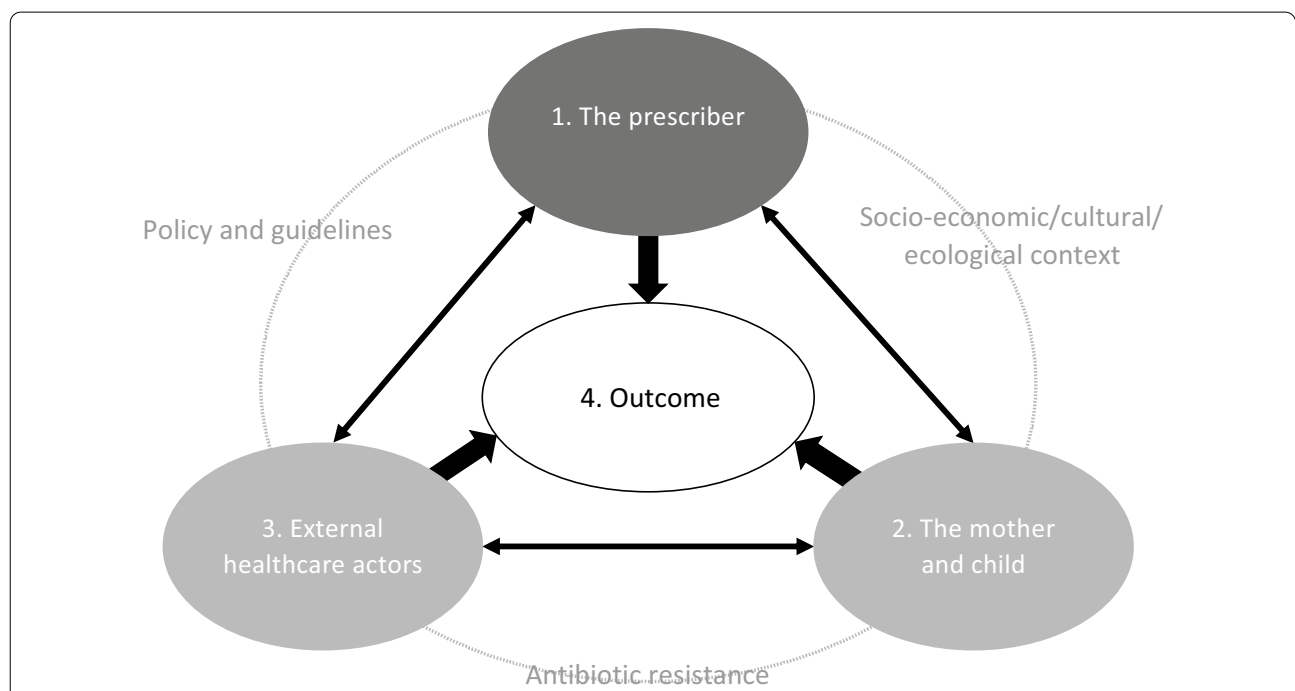 1. The prescriber
Policy and guidelines
Socio-economic/cultural/
ecological context
4. Outcome
3. External
healthcare actors
2. The mother
and child
Antibiotic resistance